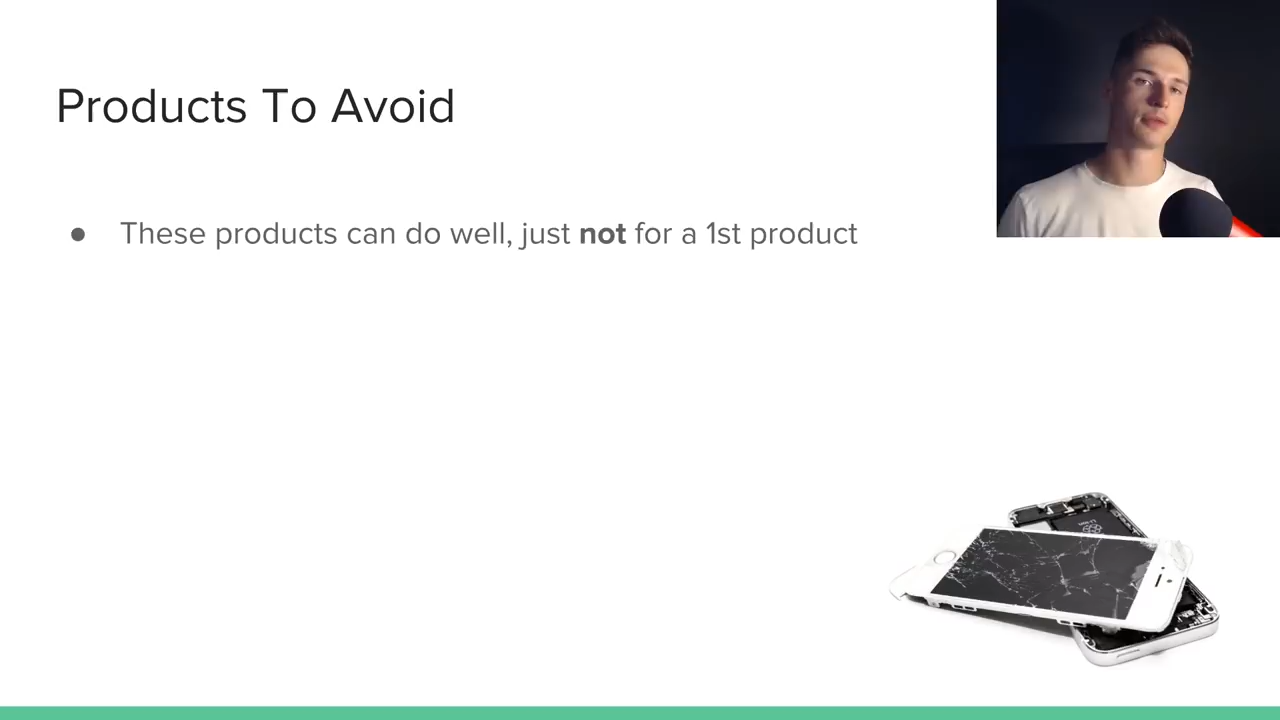 Products To Avoid
● These products can do well, just not for a 1st product